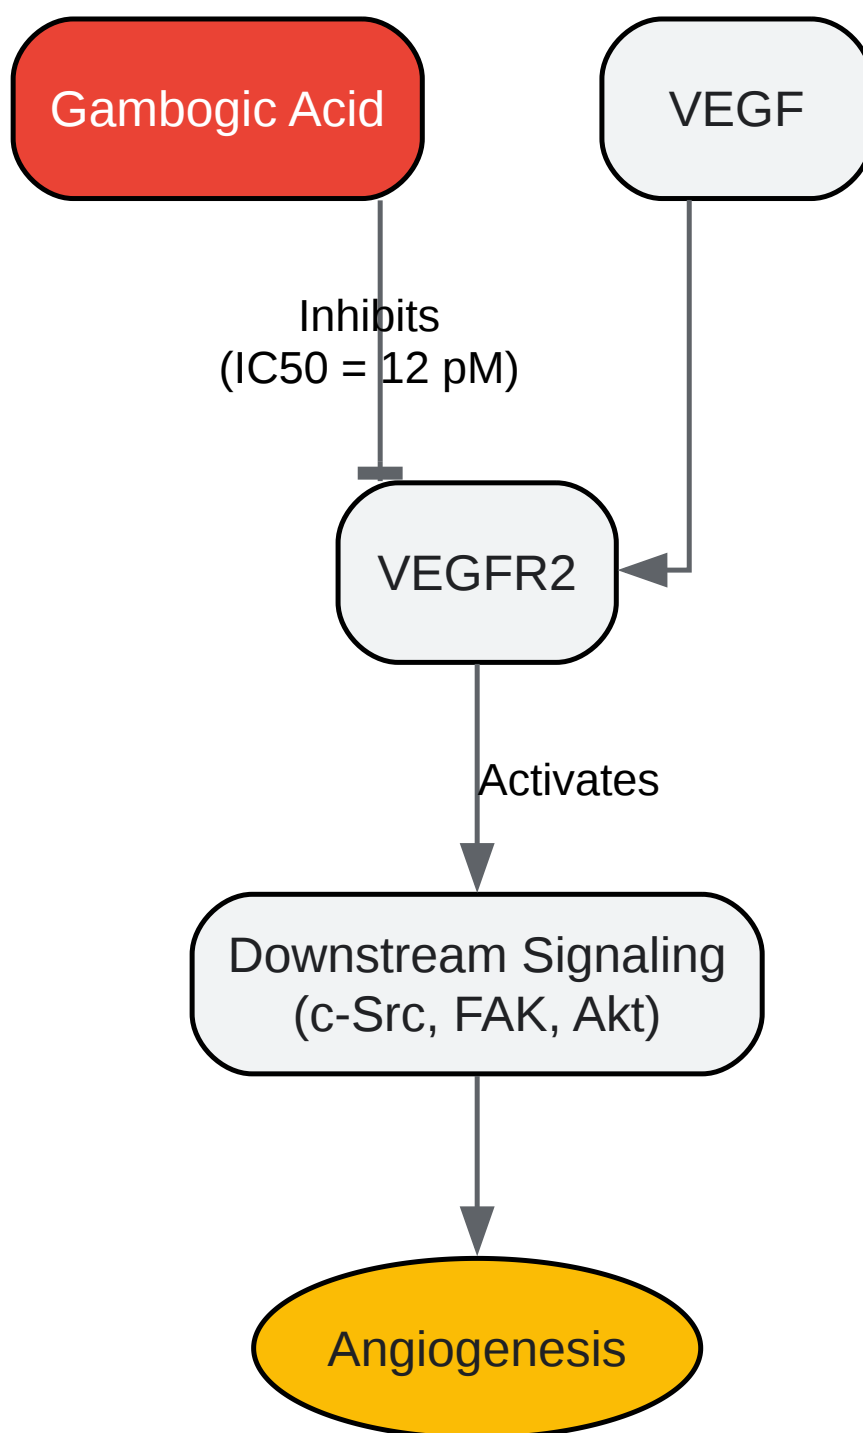 Gambogic Acid
VEGF
Inhibits
(IC50 = 12 pM)
VEGFR2
Activates
Downstream Signaling
(c-Src, FAK, Akt)
Angiogenesis